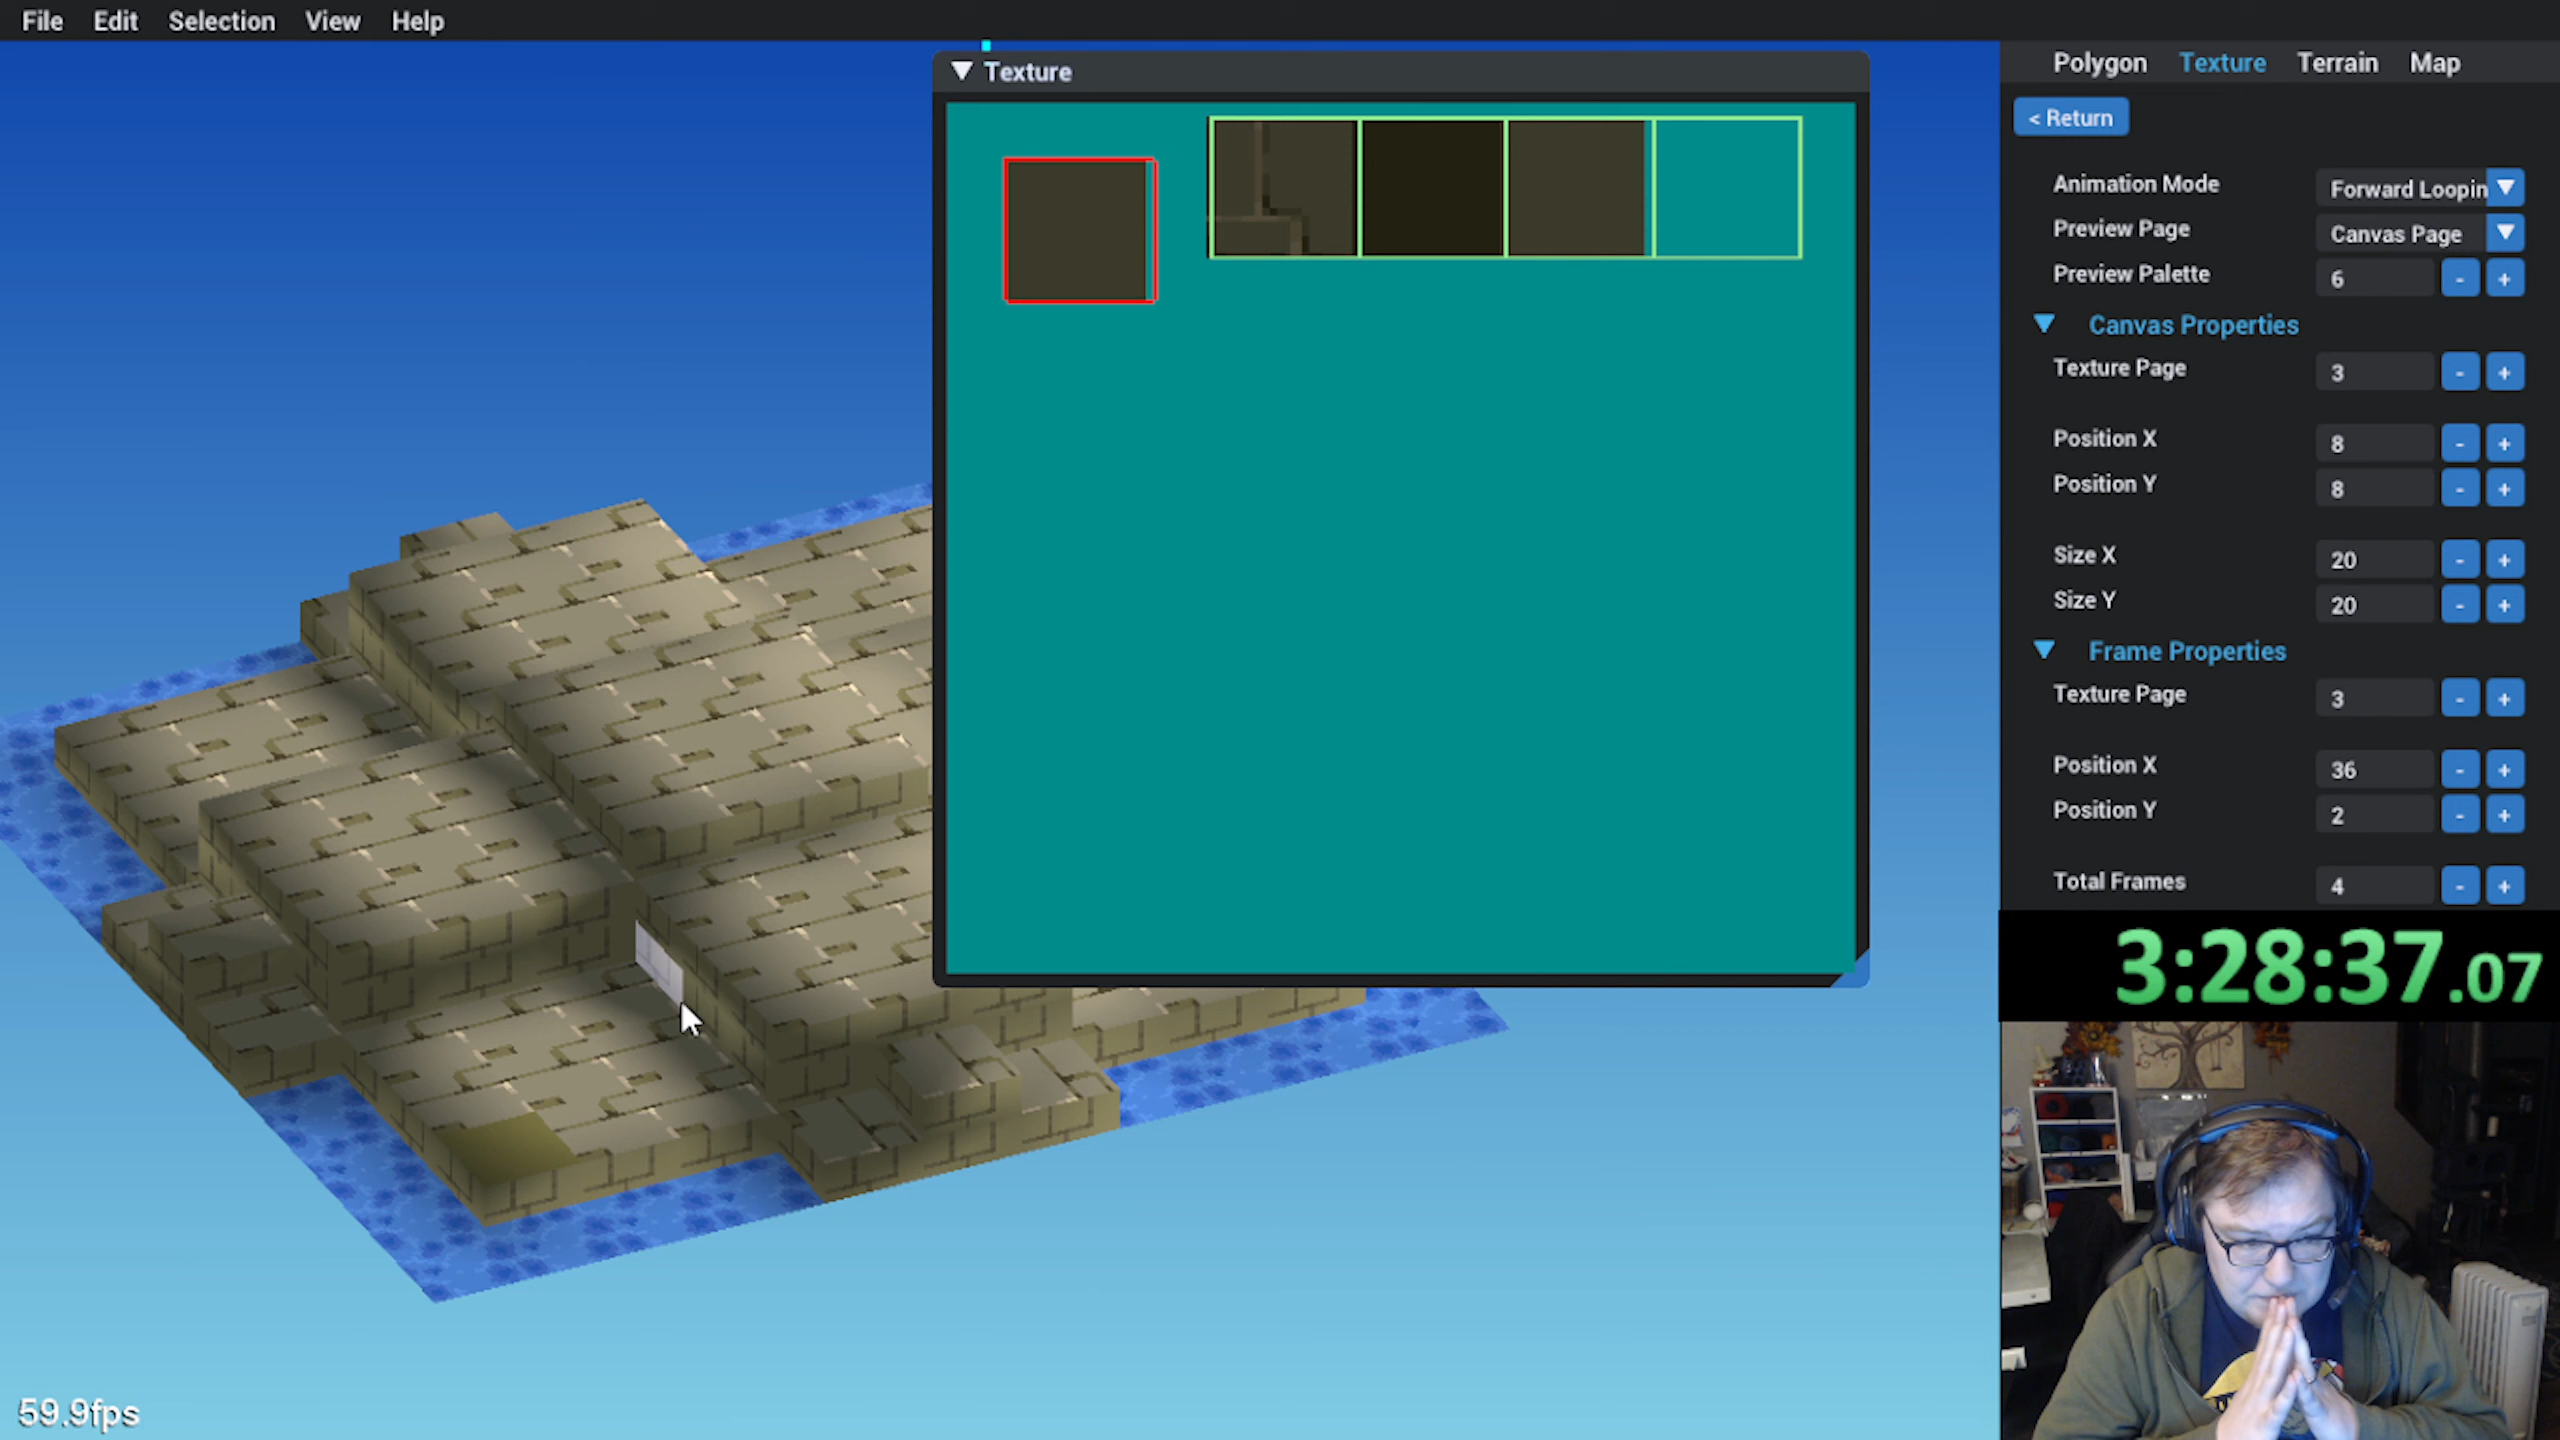 File Edit Selection View Help
Texture
Polygon Texture Terrain Map
< Return
Animation Mode Forward Loopin
Preview Page Canvas Page
Preview Palette 6 - +
Canvas Properties
Texture Page 3 - +
Position X 8 - +
Position Y 8 - +
Size X 20 - +
Size Y 20 - +
Frame Properties
Texture Page 3 - +
Position X 36 - +
Position Y 2 - +
Total Frames 4 - +
3:28:37.07
59.9fps